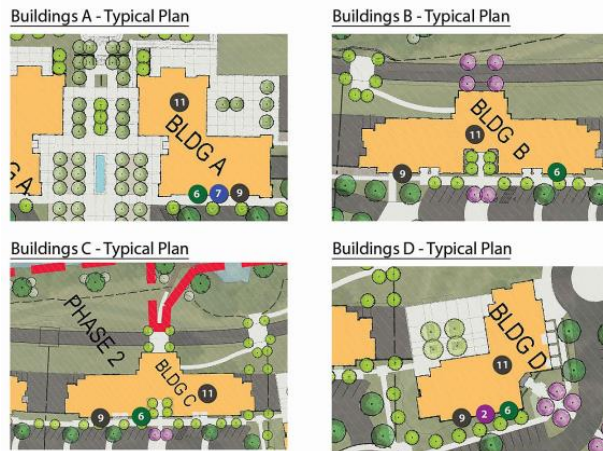 Buildings A - Typical Plan
11
BLDG A
G A
6 7 9
Buildings B - Typical Plan
BLDG B
11
9
6
Buildings C - Typical Plan
PHASE 2
BLDG C
11
9
6
Buildings D - Typical Plan
BLDG D
11
9 2 6